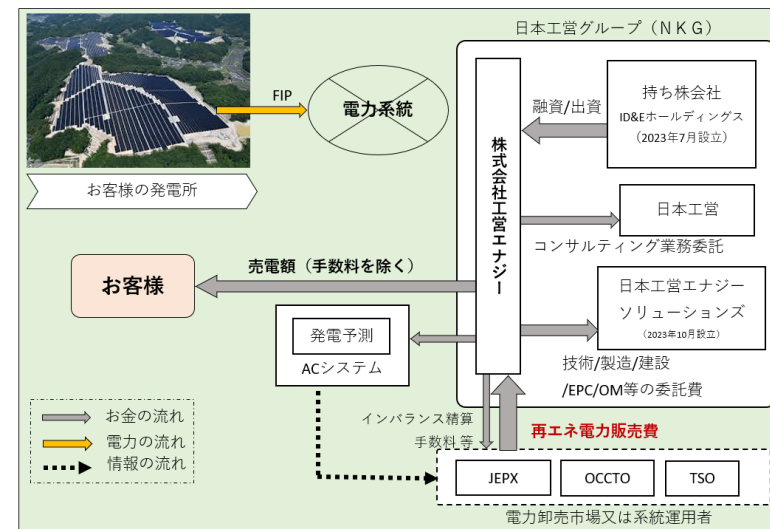 日本工営グループ（ＮＫＧ）
FIP
電力系統
お客様の発電所
株式会社工営エナジー
融資/出資
持ち株会社
ID&Eホールディングス
（2023年7月設立）
日本工営
コンサルティング業務委託
売電額（手数料を除く）
お客様
日本工営エナジー
ソリューションズ
（2023年10月設立）
発電予測
ACシステム
技術/製造/建設
/EPC/OM等の委託費
お金の流れ
電力の流れ
情報の流れ
インバランス精算
手数料 等
再エネ電力販売費
JEPX
OCCTO
TSO
電力卸売市場又は系統運用者